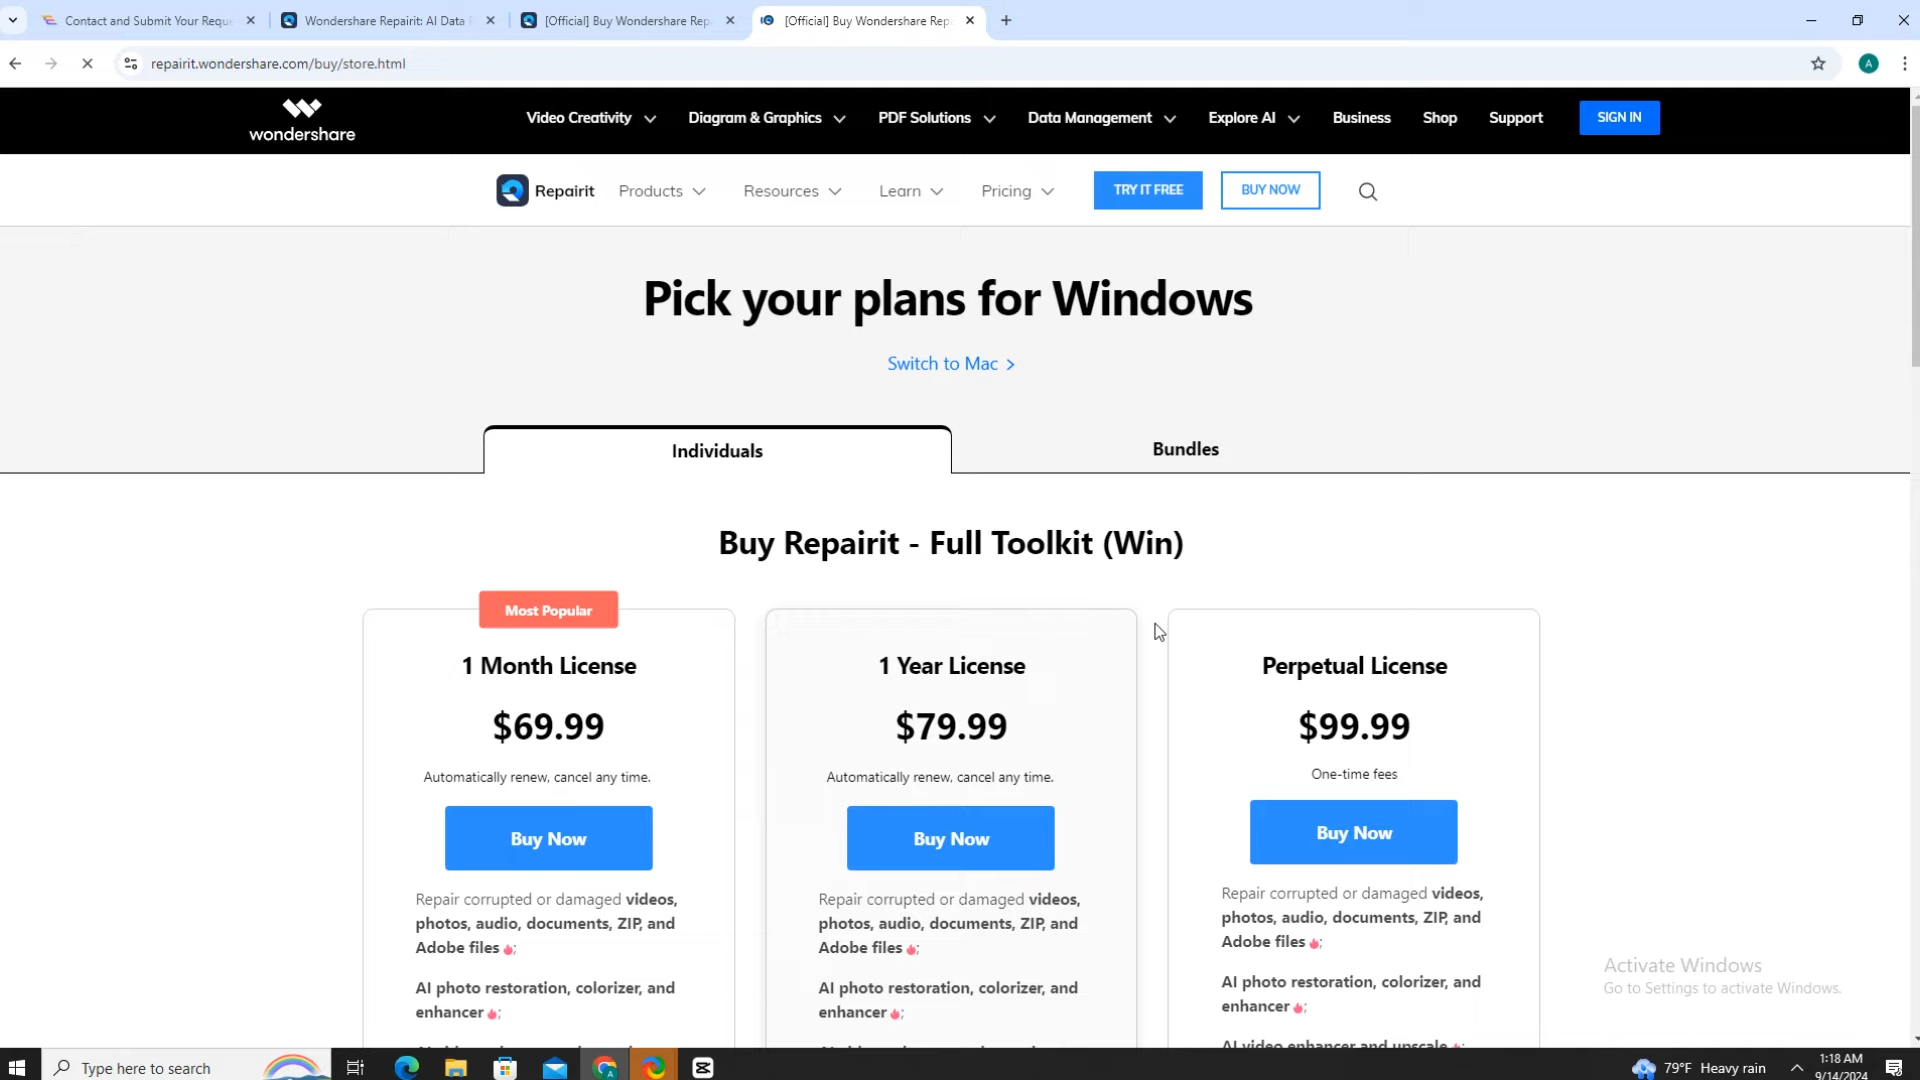 Contact and Submit Your Reque
Wondershare Repairit: AI Data
[Official] Buy Wondershare Rep
[Official] Buy Wondershare Rep
repairit.wondershare.com/buy/store.html
A
wondershare
Video Creativity
Diagram & Graphics
PDF Solutions
Data Management
Explore AI
Business
Shop
Support
SIGN IN
Repairit
Products
Resources
Learn
Pricing
TRY IT FREE
BUY NOW
Pick your plans for Windows
Switch to Mac >
Individuals
Bundles
Buy Repairit - Full Toolkit (Win)
Most Popular
1 Month License
$69.99
Automatically renew, cancel any time.
Buy Now
Repair corrupted or damaged videos,
photos, audio, documents, ZIP, and
Adobe files ;
AI photo restoration, colorizer, and
enhancer ;
1 Year License
$79.99
Automatically renew, cancel any time.
Buy Now
Repair corrupted or damaged videos,
photos, audio, documents, ZIP, and
Adobe files ;
AI photo restoration, colorizer, and
enhancer ;
Perpetual License
$99.99
One-time fees
Buy Now
Repair corrupted or damaged videos,
photos, audio, documents, ZIP, and
Adobe files ;
AI photo restoration, colorizer, and
enhancer ;
AI video enhancer and upscale ;
Activate Windows
Go to Settings to activate Windows.
Type here to search
79°F Heavy rain
1:18 AM
9/14/2024